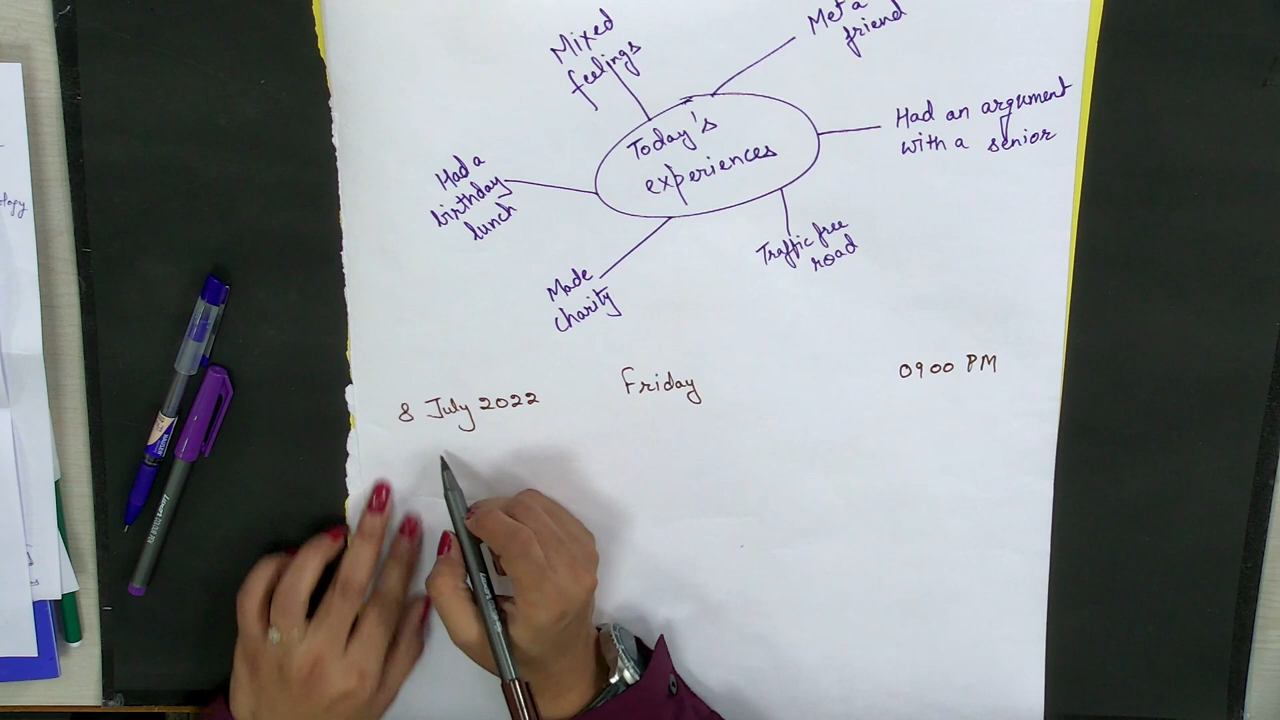 Mixed
feelings
Met a
friend
Had an argument
with a senior
Today's
experiences
Had a
birthday
lunch
Traffic free
road
Made
charity
8 July 2022
Friday
0900 PM